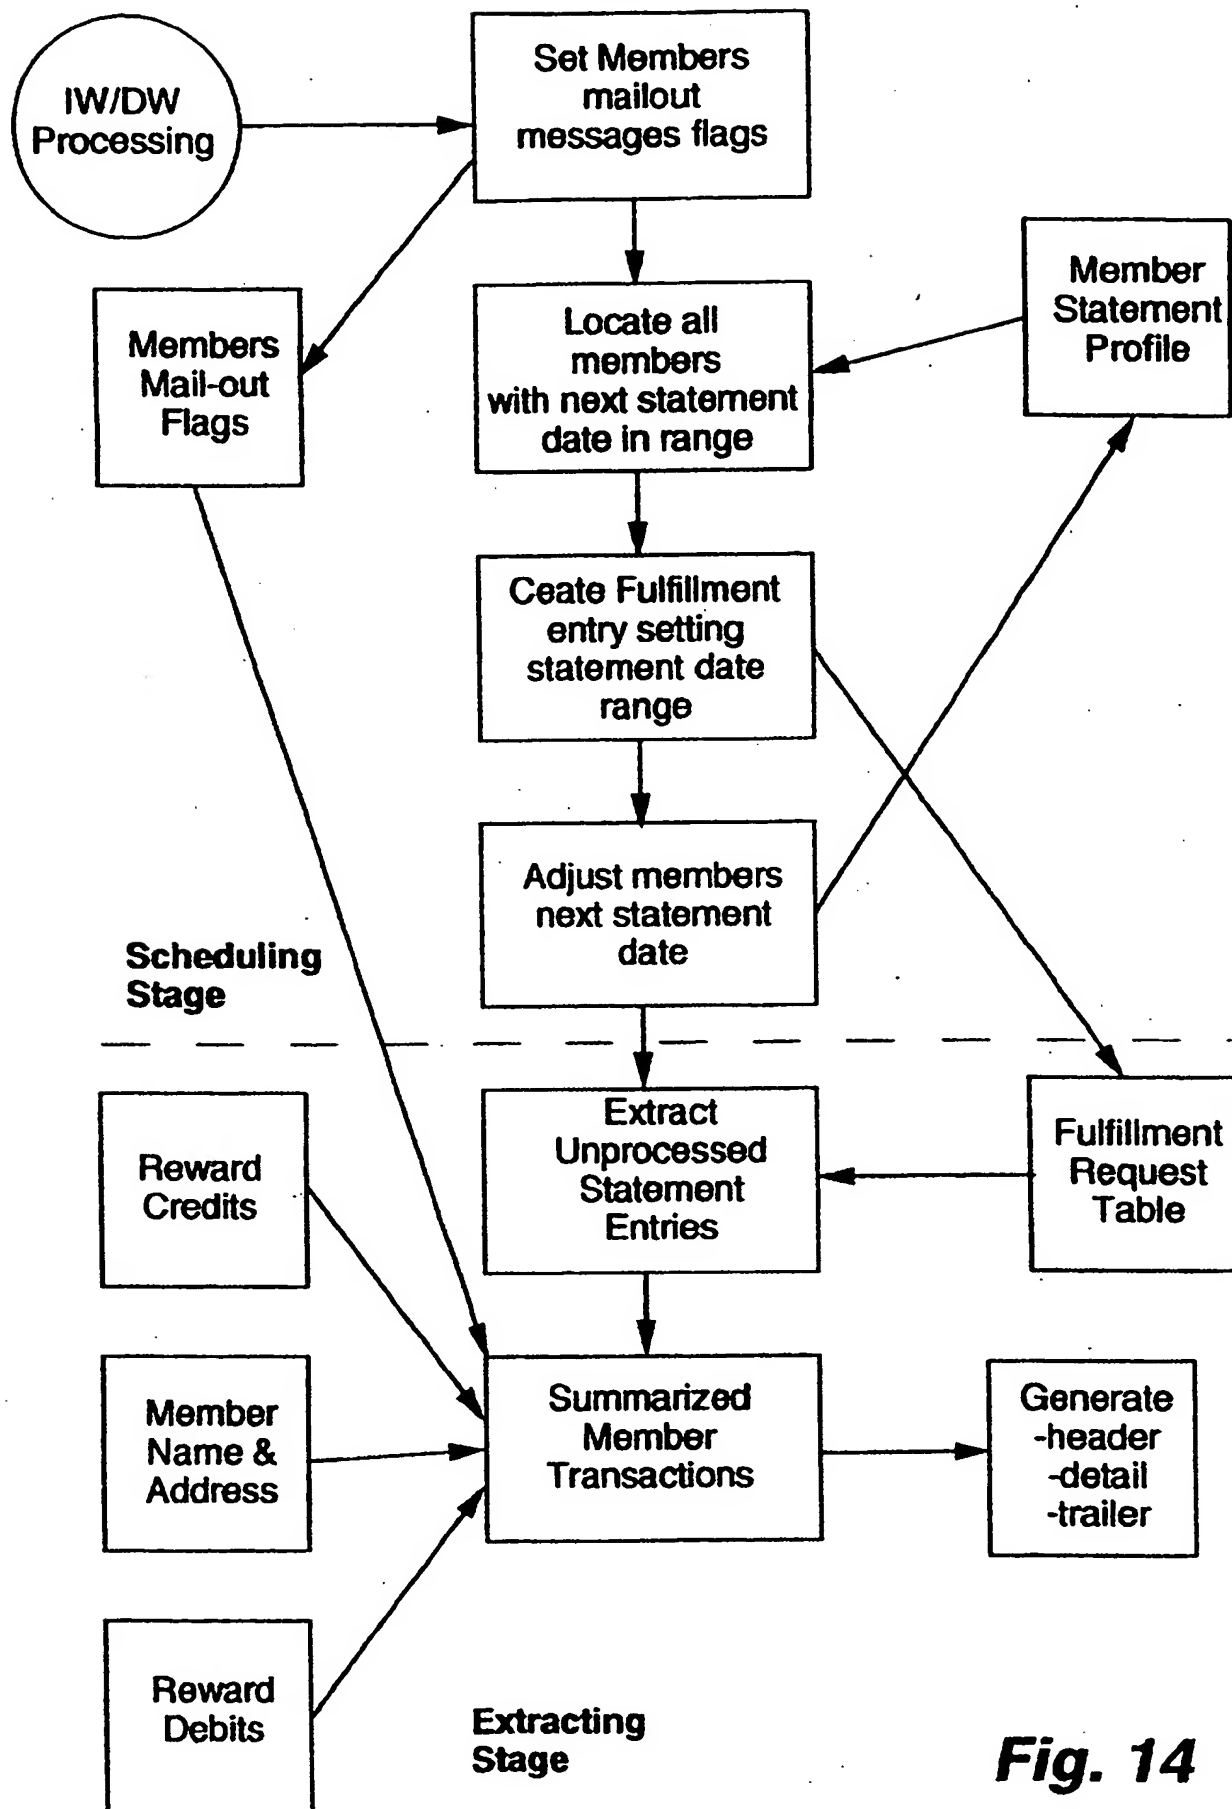 IW/DW
Processing
Set Members
mailout
messages flags
Members
Mail-out
Flags
Locate all
members
with next statement
date in range
Member
Statement
Profile
Ceate Fulfillment
entry setting
statement date
range
Adjust members
next statement
date
Scheduling
Stage
Reward
Credits
Extract
Unprocessed
Statement
Entries
Fulfillment
Request
Table
Member
Name &
Address
Summarized
Member
Transactions
Generate
-header
-detail
-trailer
Reward
Debits
Extracting
Stage
Fig. 14